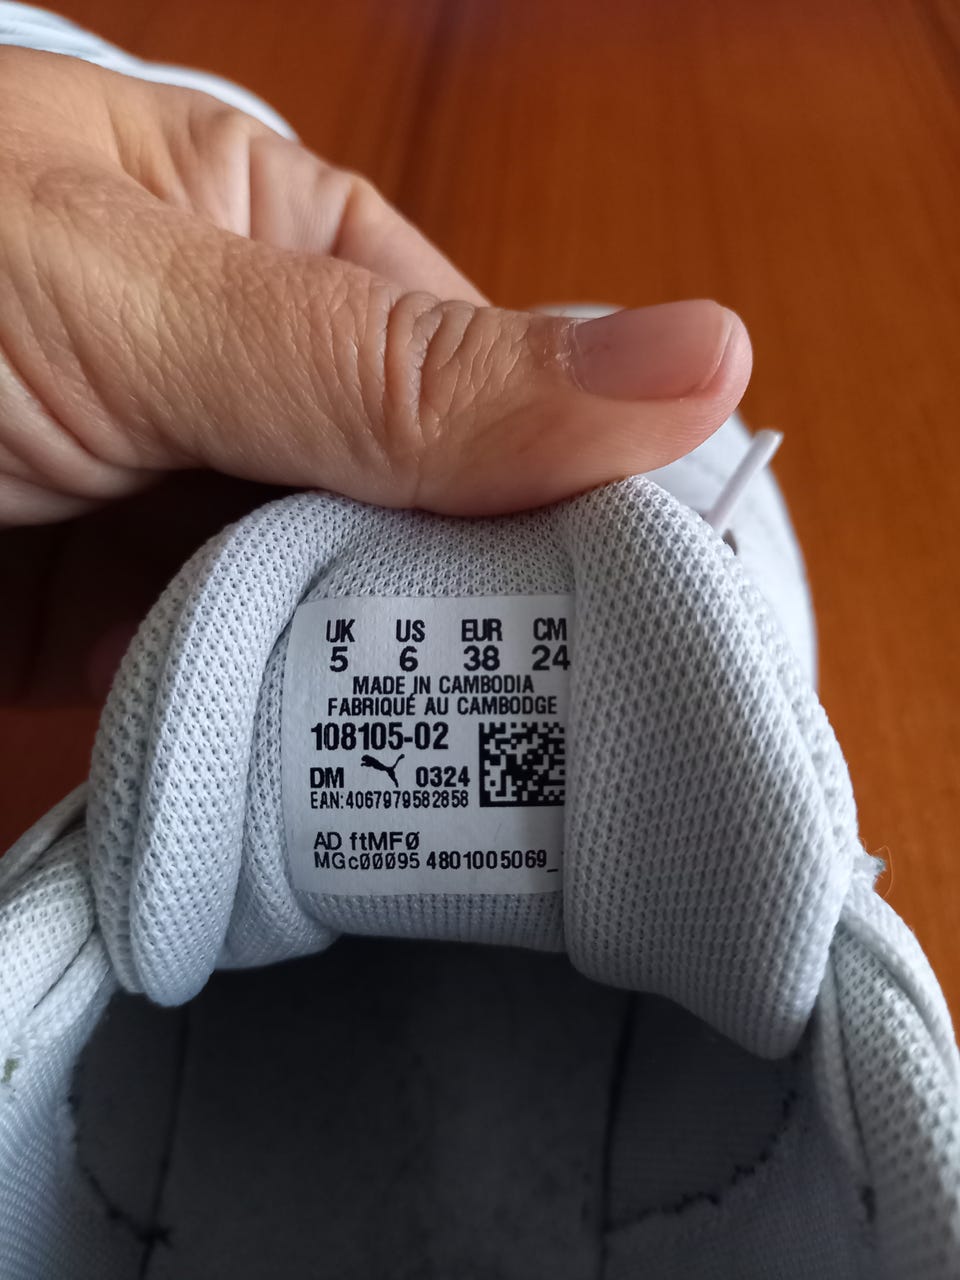 UK US EUR CM
5 6 38 24
MADE IN CAMBODIA
FABRIQUÉ AU CAMBODGE
108105-02
DM 0324
EAN:4067979582858
AD ftMFØ
MGcØØØ95 4801005069_